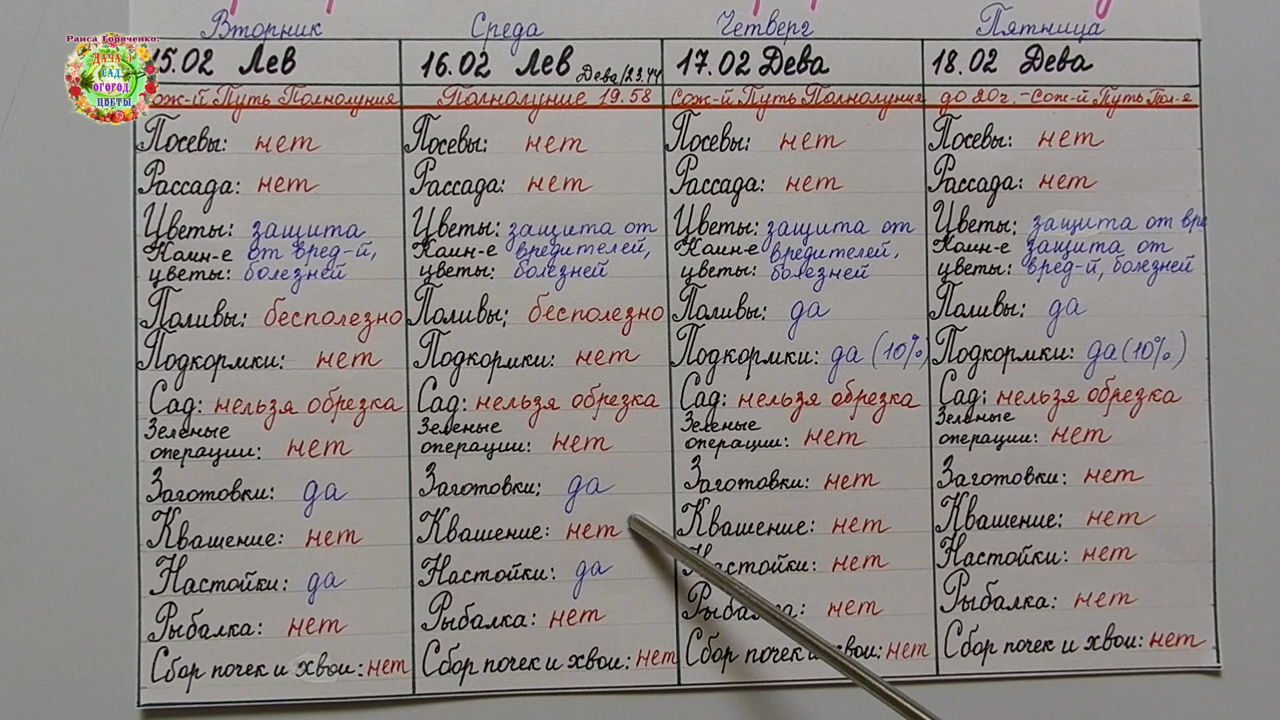 Раиса Горяченко.
ДАЧА
САД
ОГОРОД
ЦВЕТЫ
Вторник Среда Четверг Пятница
15.02 Лев
Сож-й Путь Полнолуния
Посевы: нет
Рассада: нет
Цветы: защита
Комн-е от вред-й,
цветы: болезней
Поливы: бесполезно
Подкормки: нет
Сад: нельзя обрезка
Зеленые
операции: нет
Заготовки: да
Квашение: нет
Настойки: да
Рыбалка: нет
Сбор почек и хвои: нет
16.02 Лев Дева/23.44
Полнолуние 19.58
Посевы: нет
Рассада: нет
Цветы: защита от
Комн-е вредителей,
цветы: болезней
Поливы: бесполезно
Подкормки: нет
Сад: нельзя обрезка
Зеленые
операции: нет
Заготовки: да
Квашение: нет
Настойки: да
Рыбалка: нет
Сбор почек и хвои: нет
17.02 Дева
Сож-й Путь Полнолуния
Посевы: нет
Рассада: нет
Цветы: защита от
Комн-е вредителей,
цветы: болезней
Поливы: да
Подкормки: да (10%)
Сад: нельзя обрезка
Зеленые
операции: нет
Заготовки: нет
Квашение: нет
Настойки: нет
Рыбалка: нет
Сбор почек и хвои: нет
18.02 Дева
до 20ч. - Сож-й Путь Пол-я
Посевы: нет
Рассада: нет
Цветы: защита от вре
Комн-е защита от
цветы: вред-й, болезней
Поливы: да
Подкормки: да (10%)
Сад: нельзя обрезка
Зеленые
операции: нет
Заготовки: нет
Квашение: нет
Настойки: нет
Рыбалка: нет
Сбор почек и хвои: нет